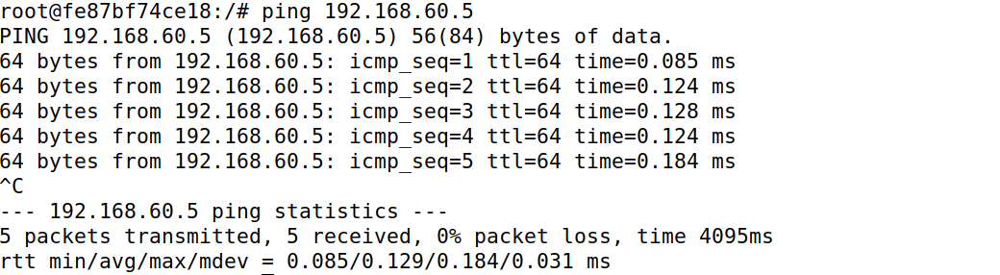 root@fe87bf74ce18:/# ping 192.168.60.5
PING 192.168.60.5 (192.168.60.5) 56(84) bytes of data.
64 bytes from 192.168.60.5: icmp_seq=1 ttl=64 time=0.085 ms
64 bytes from 192.168.60.5: icmp_seq=2 ttl=64 time=0.124 ms
64 bytes from 192.168.60.5: icmp_seq=3 ttl=64 time=0.128 ms
64 bytes from 192.168.60.5: icmp_seq=4 ttl=64 time=0.124 ms
64 bytes from 192.168.60.5: icmp_seq=5 ttl=64 time=0.184 ms
^C
--- 192.168.60.5 ping statistics ---
5 packets transmitted, 5 received, 0% packet loss, time 4095ms
rtt min/avg/max/mdev = 0.085/0.129/0.184/0.031 ms